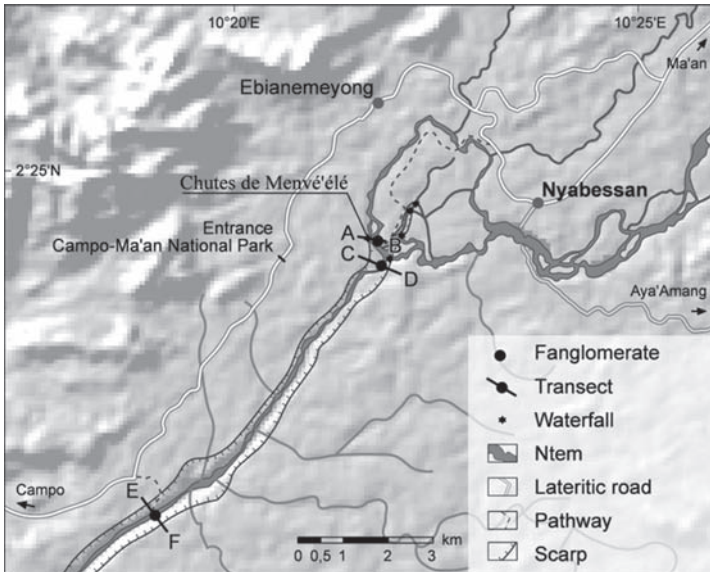 10°20'E
10°25'E
Ma'an
Ebianemeyong
2°25'N
Chutes de Menvé'élé
Nyabessan
Entrance
Campo-Ma'an National Park
A
B
C
D
Aya'Amang
Fanglomerate
Transect
Waterfall
Ntem
Lateritic road
Pathway
Scarp
Campo
E
F
0 0,5 1 2 3 km